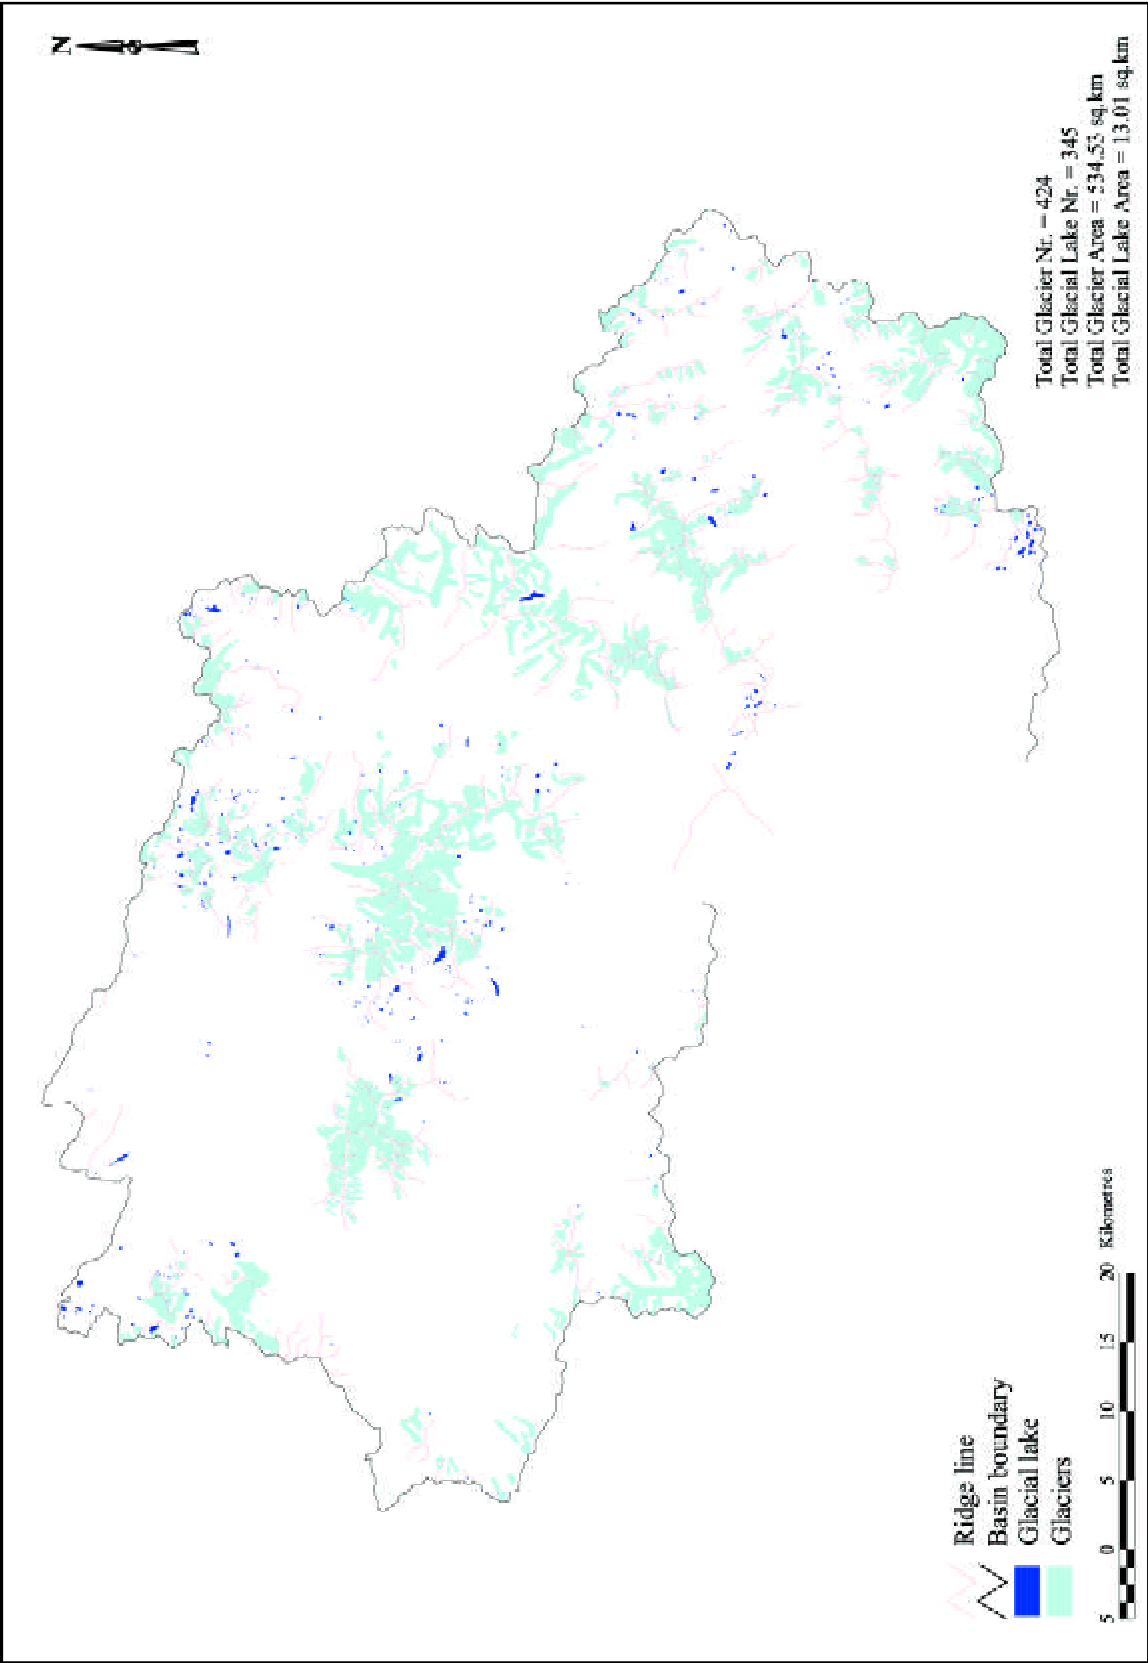 N
Total Glacier Nr. = 424
Total Glacial Lake Nr. = 345
Total Glacier Area = 534.53 sq.km
Total Glacial Lake Area = 13.01 sq.km
Ridge line
Basin boundary
Glacial lake
Glaciers
5 0 5 10 15 20 Kilometres